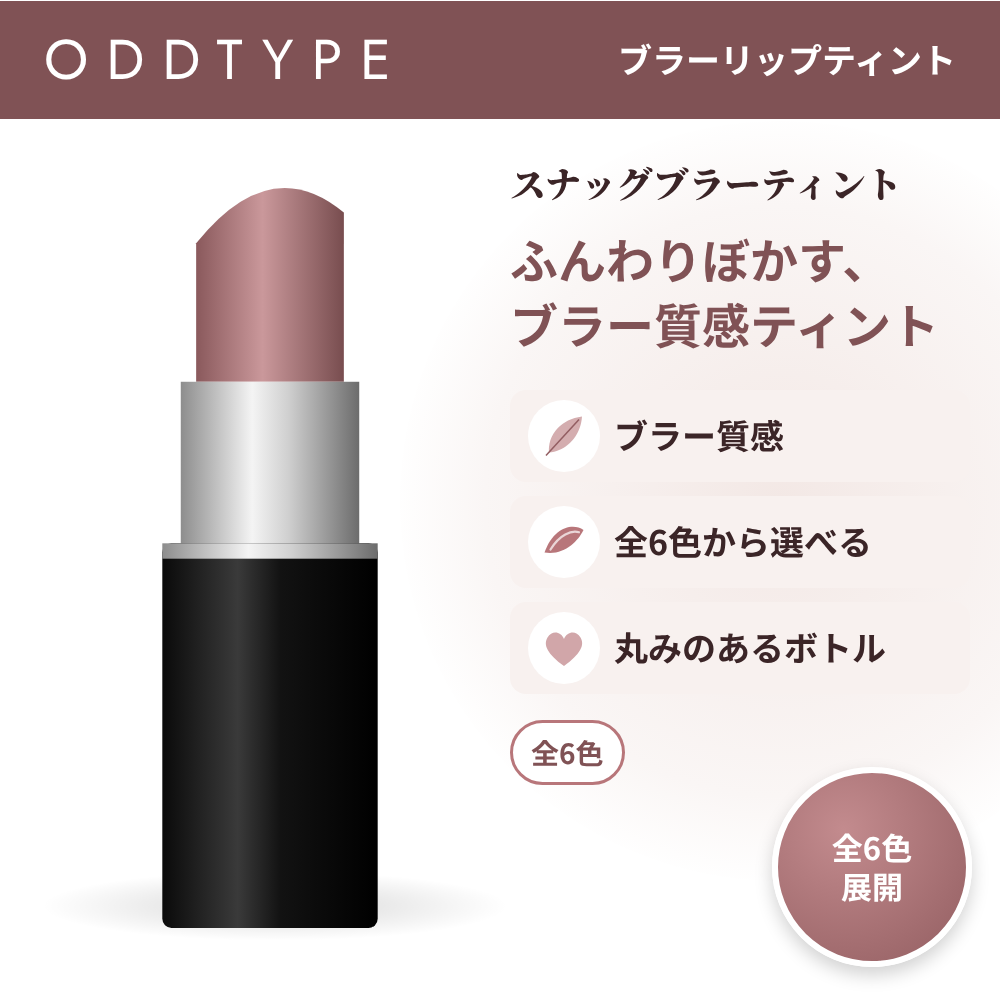 ODDTYPE
ブラーリップティント
スナッグブラーティント
ふんわりぼかす、
ブラー質感ティント
ブラー質感
全6色から選べる
丸みのあるボトル
全6色
全6色
展開